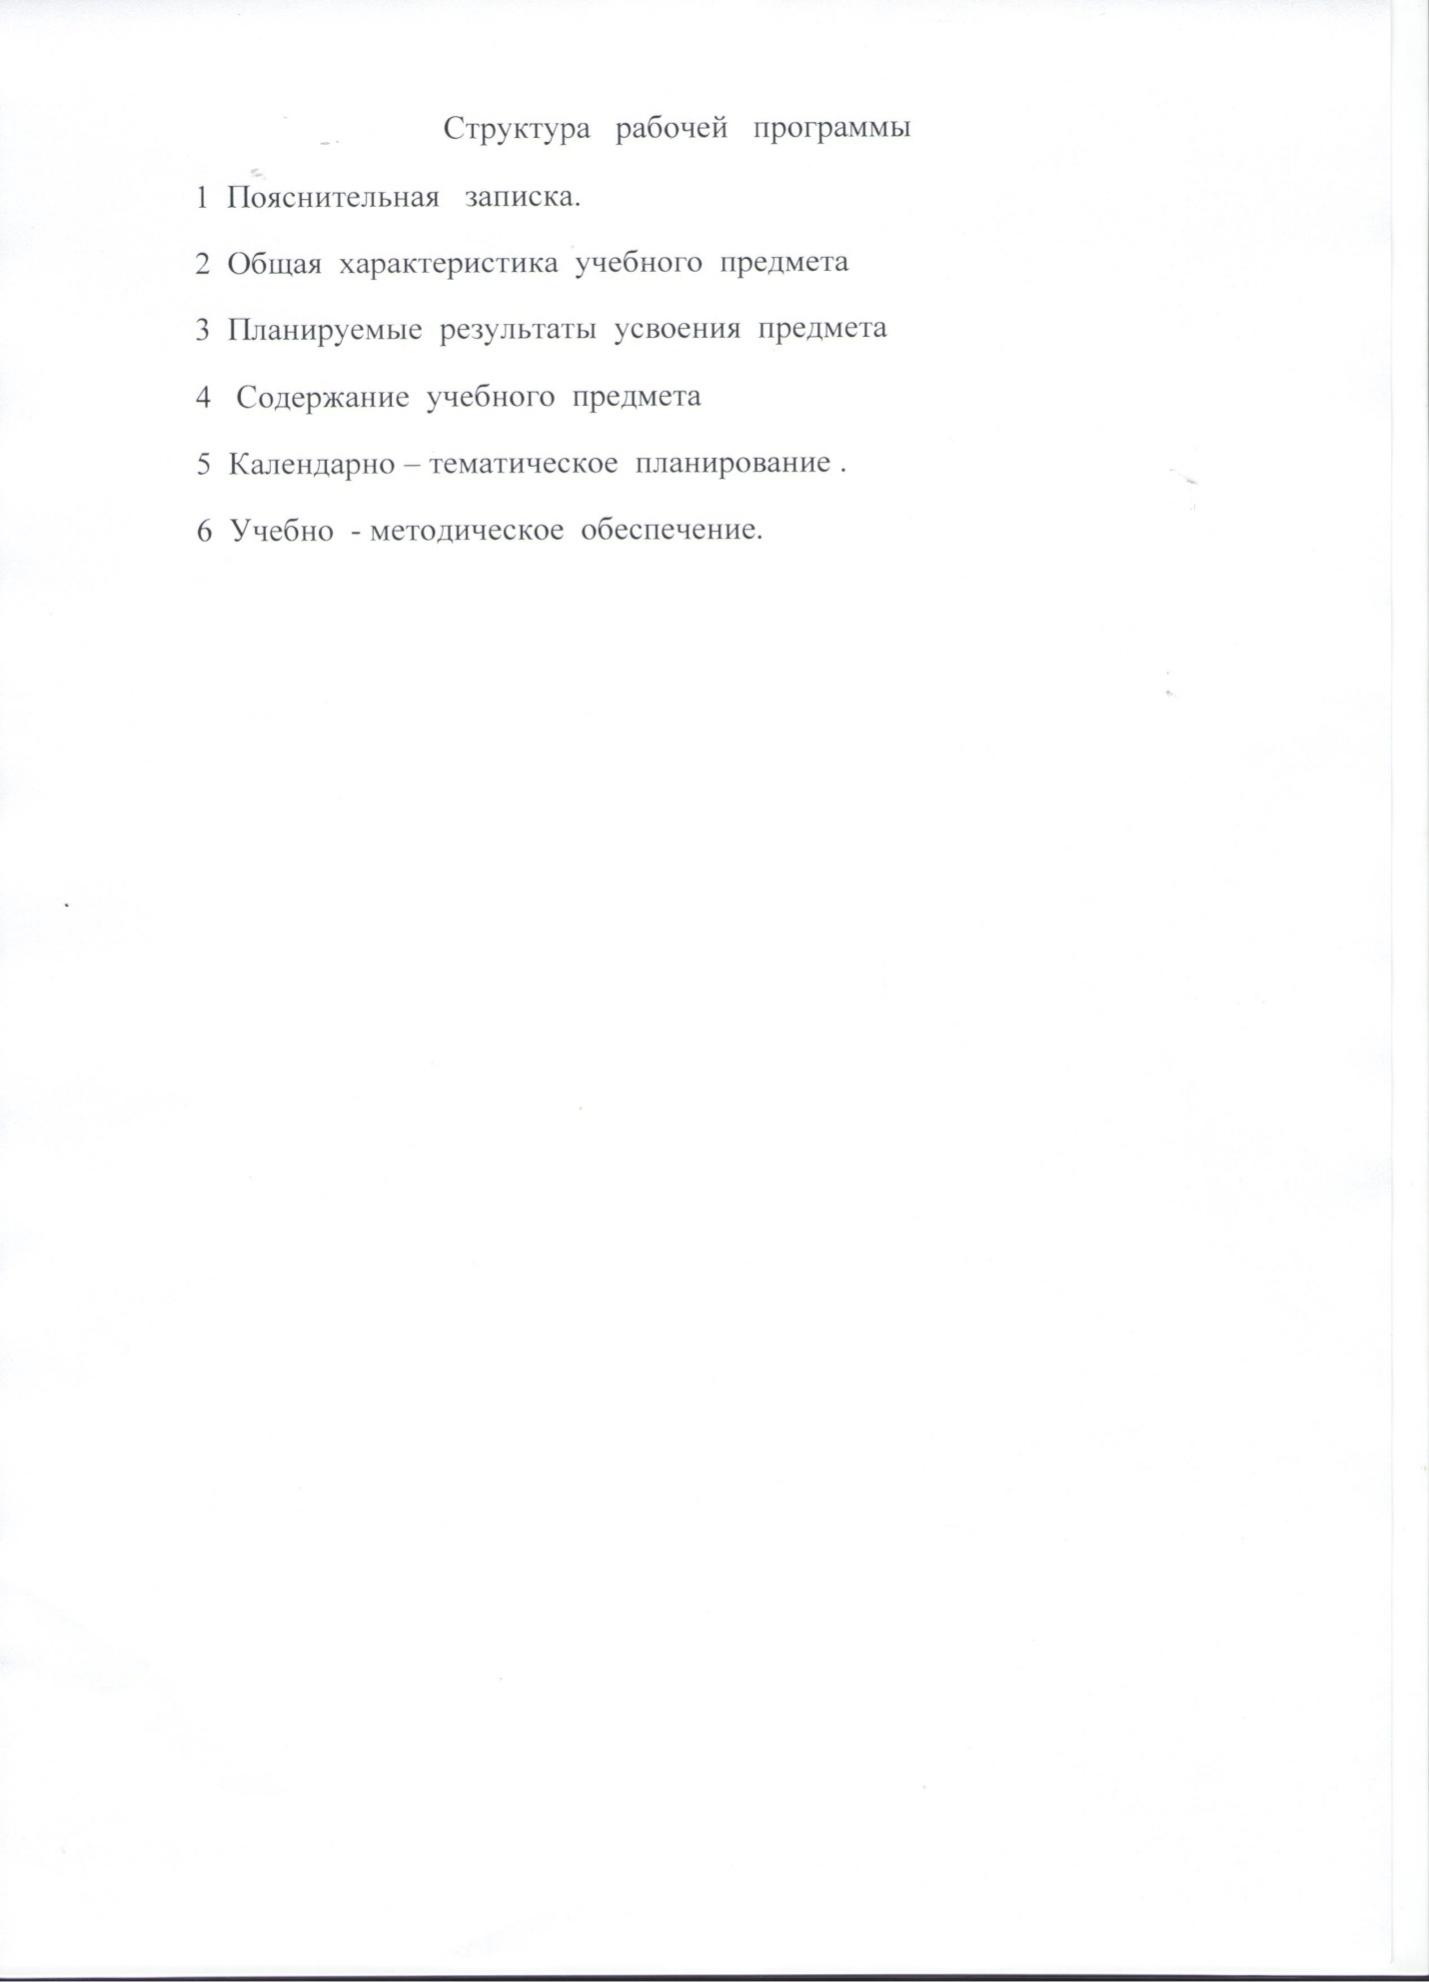 Структура рабочей программы
1 Пояснительная записка.
2 Общая характеристика учебного предмета
3 Планируемые результаты усвоения предмета
4 Содержание учебного предмета
5 Календарно – тематическое планирование .
6 Учебно - методическое обеспечение.